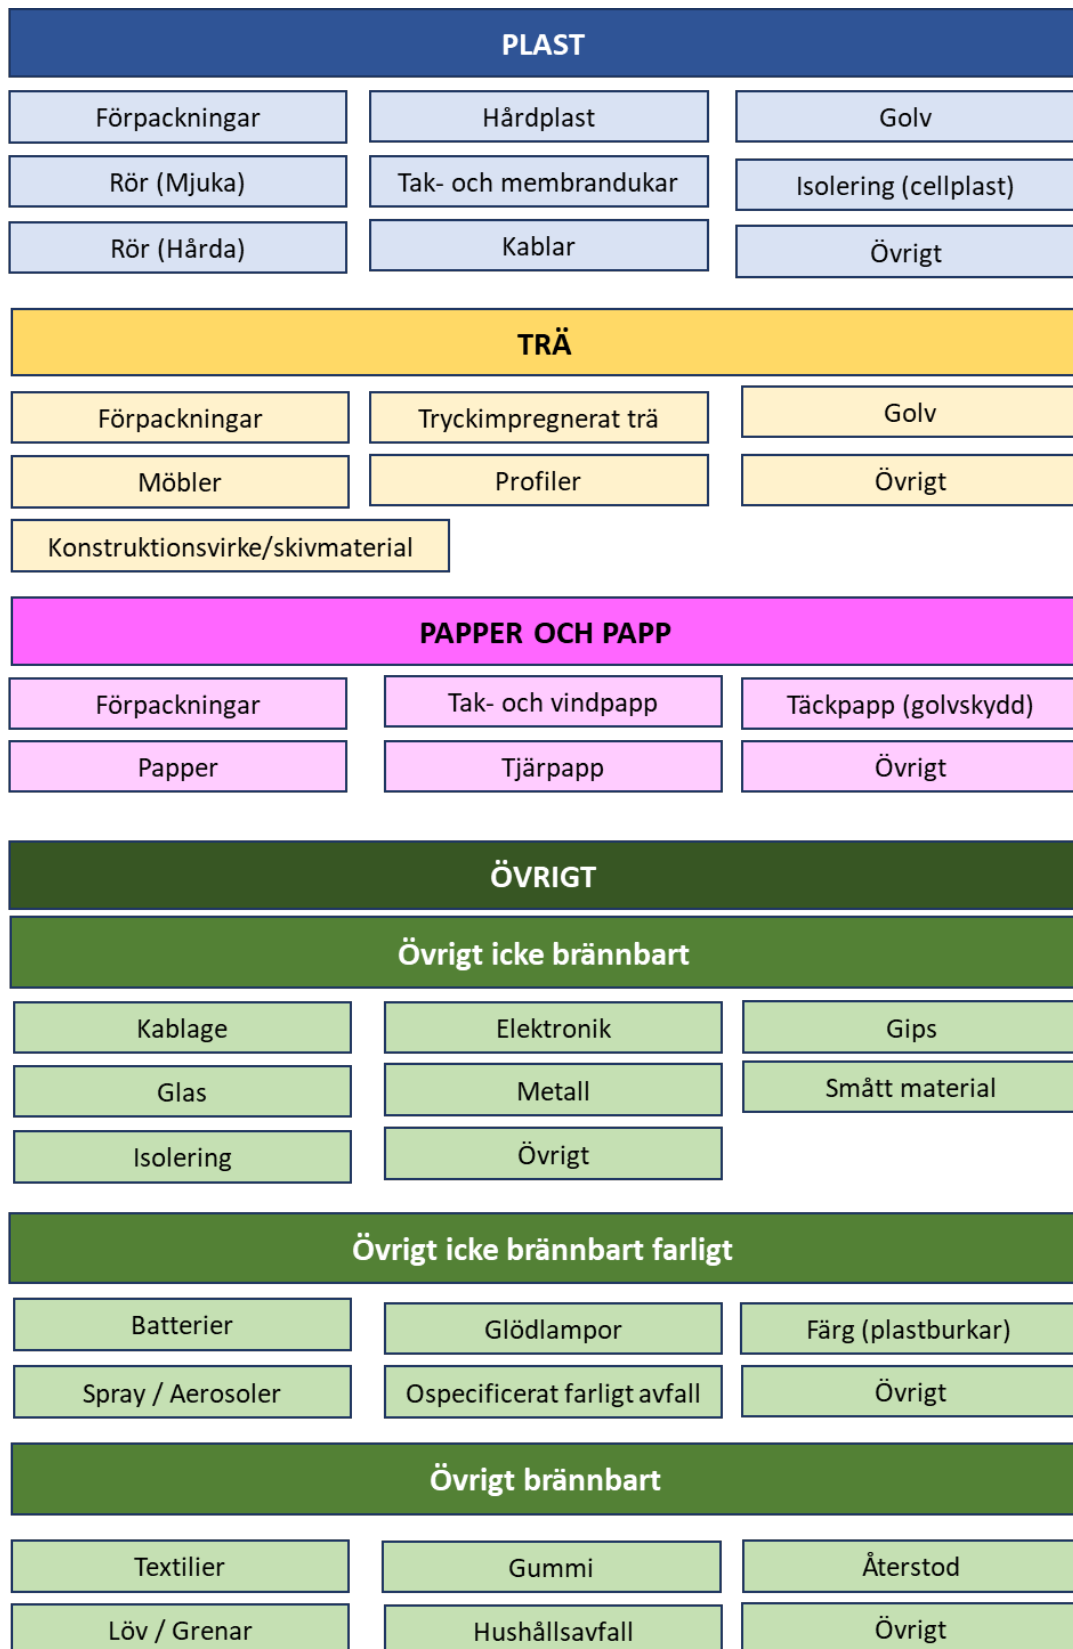 PLAST
Förpackningar
Hårdplast
Golv
Rör (Mjuka)
Tak- och membrandukar
Isolering (cellplast)
Rör (Hårda)
Kablar
Övrigt
TRÄ
Förpackningar
Tryckimpregnerat trä
Golv
Möbler
Profiler
Övrigt
Konstruktionsvirke/skivmaterial
PAPPER OCH PAPP
Förpackningar
Tak- och vindpapp
Täckpapp (golvskydd)
Papper
Tjärpapp
Övrigt
ÖVRIGT
Övrigt icke brännbart
Kablage
Elektronik
Gips
Glas
Metall
Smått material
Isolering
Övrigt
Övrigt icke brännbart farligt
Batterier
Glödlampor
Färg (plastburkar)
Spray / Aerosoler
Ospecificerat farligt avfall
Övrigt
Övrigt brännbart
Textilier
Gummi
Återstod
Löv / Grenar
Hushållsavfall
Övrigt